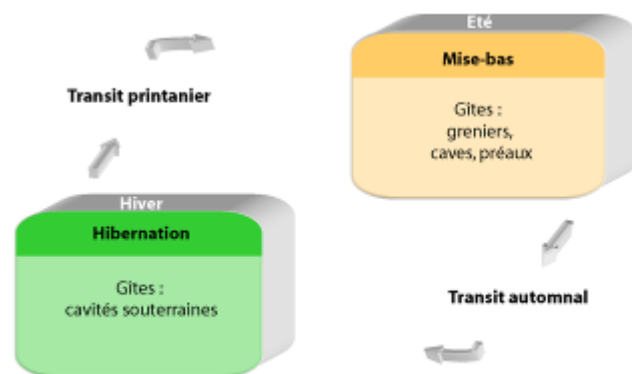 Eté
Mise-bas
Gîtes :
greniers,
caves, préaux
Transit printanier
Hiver
Hibernation
Gîtes :
cavités souterraines
Transit automnal